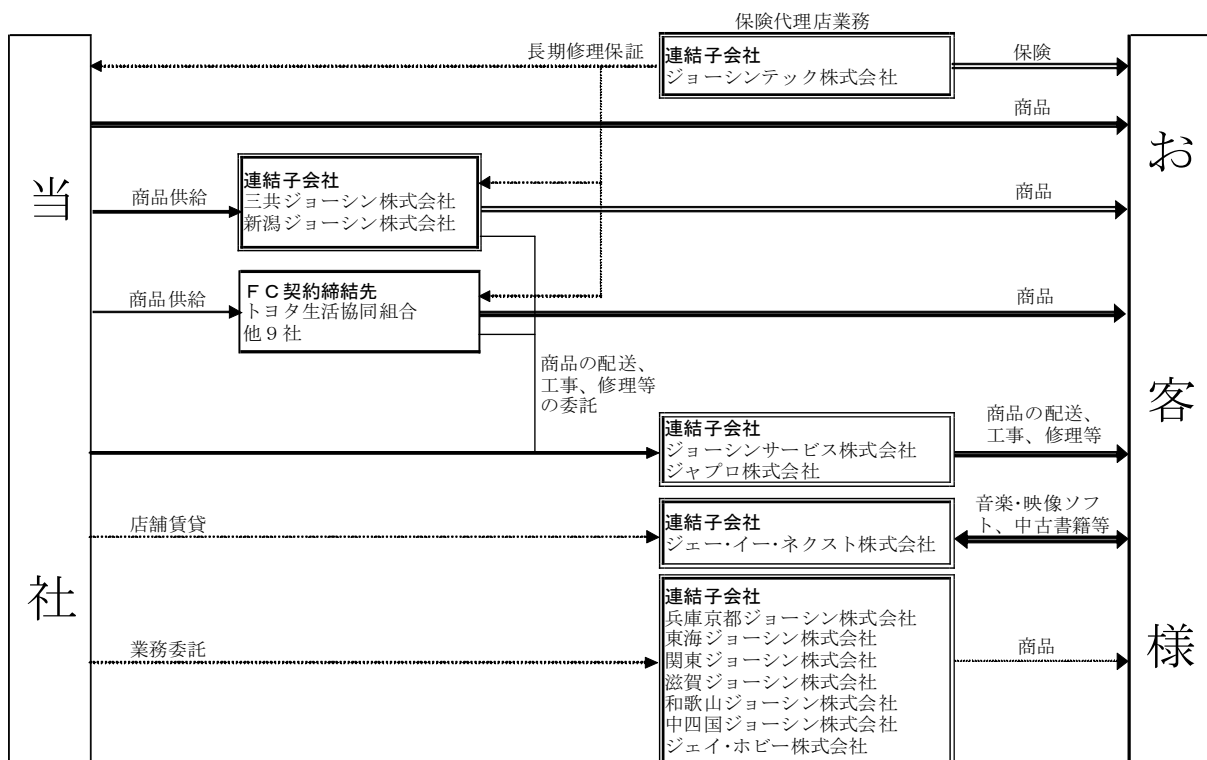 保険代理店業務
長期修理保証
連結子会社
ジョーシンテック株式会社
保険
商品
当社
お客様
商品供給
連結子会社
三共ジョーシン株式会社
新潟ジョーシン株式会社
商品
商品供給
ＦＣ契約締結先
トヨタ生活協同組合
他９社
商品
商品の配送、
工事、修理等
の委託
連結子会社
ジョーシンサービス株式会社
ジャプロ株式会社
商品の配送、
工事、修理等
店舗賃貸
連結子会社
ジェー・イー・ネクスト株式会社
音楽・映像ソフ
ト、中古書籍等
業務委託
連結子会社
兵庫京都ジョーシン株式会社
東海ジョーシン株式会社
関東ジョーシン株式会社
滋賀ジョーシン株式会社
和歌山ジョーシン株式会社
中四国ジョーシン株式会社
ジェイ・ホビー株式会社
商品